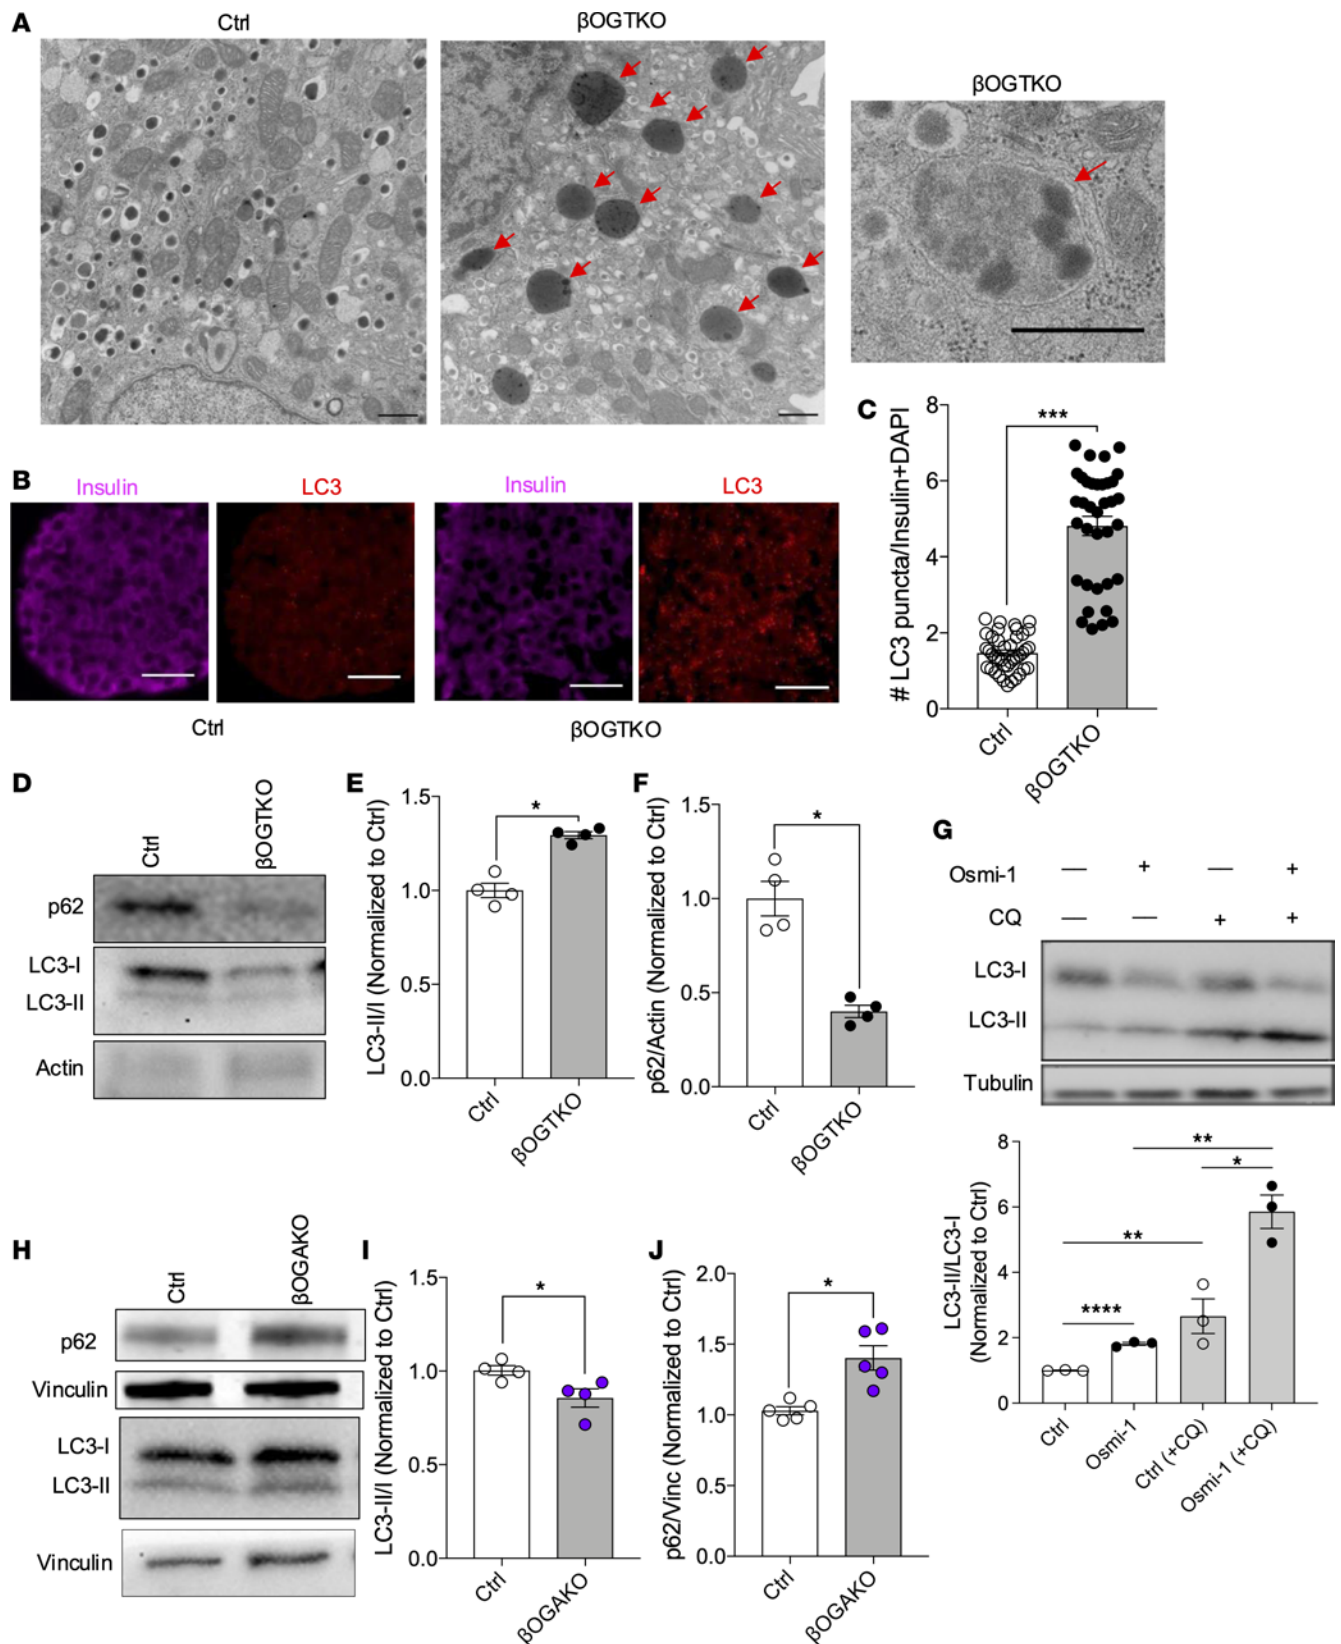 A
Ctrl
βOGTKO
βOGTKO
B
Insulin
LC3
Insulin
LC3
Ctrl
βOGTKO
C
# LC3 puncta/Insulin+DAPI
8
6
4
2
0
***
Ctrl
βOGTKO
D
Ctrl
βOGTKO
p62
LC3-I
LC3-II
Actin
E
LC3-II/I (Normalized to Ctrl)
1.5
1.0
0.5
0.0
*
Ctrl
βOGTKO
F
p62/Actin (Normalized to Ctrl)
1.5
1.0
0.5
0.0
*
Ctrl
βOGTKO
G
Osmi-1 — + — +
CQ — — + +
LC3-I
LC3-II
Tubulin
LC3-II/LC3-I
(Normalized to Ctrl)
8
6
4
2
0
**
*
**
****
Ctrl
Osmi-1
Ctrl (+CQ)
Osmi-1 (+CQ)
H
Ctrl
βOGAKO
p62
Vinculin
LC3-I
LC3-II
Vinculin
I
LC3-II/I (Normalized to Ctrl)
1.5
1.0
0.5
0.0
*
Ctrl
βOGAKO
J
p62/Vinc (Normalized to Ctrl)
2.0
1.5
1.0
0.5
0.0
*
Ctrl
βOGAKO